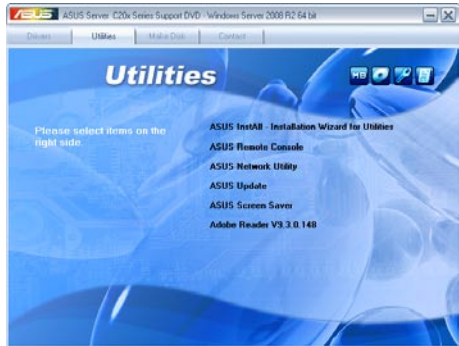 ASUS ASUS Server C20x Series Support DVD - Windows Server 2008 R2 64 bit
Drivers Utilities Make Disk Contact
Utilities
Please select items on the
right side.
ASUS InstAll - Installation Wizard for Utilities
ASUS Remote Console
ASUS Network Utility
ASUS Update
ASUS Screen Saver
Adobe Reader V9.3.0.148